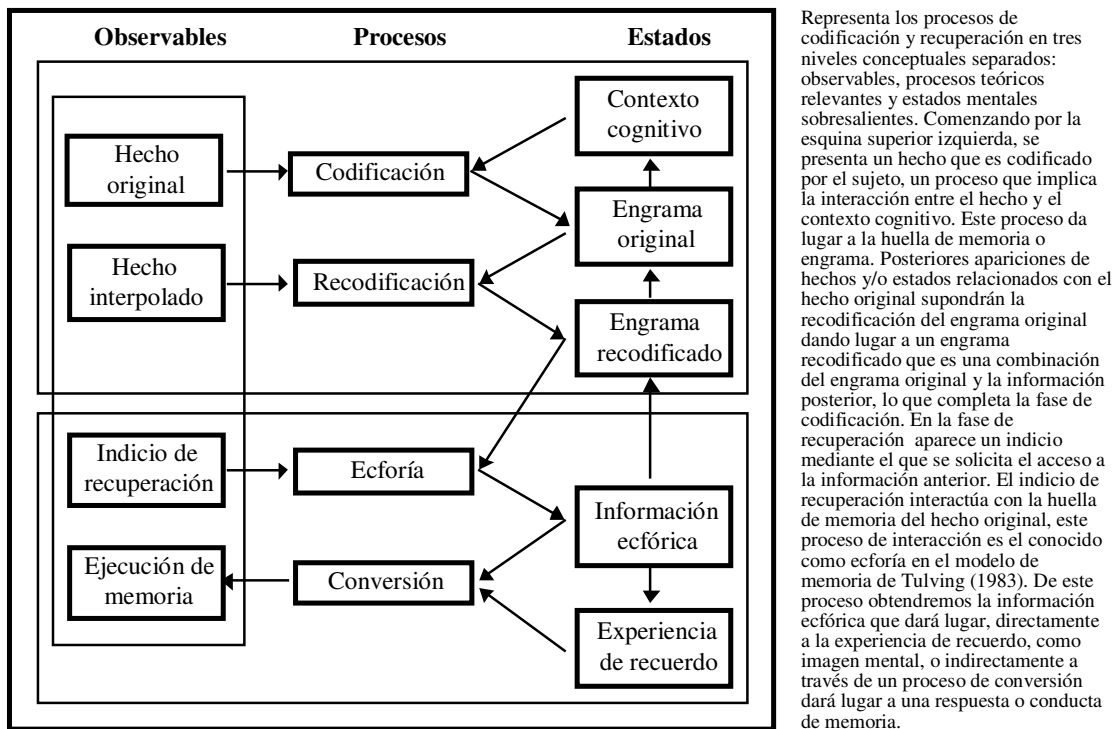 Observables Procesos Estados
Contexto
cognitivo
Hecho
original
Codificación
Engrama
original
Hecho
interpolado
Recodificación
Engrama
recodificado
Indicio de
recuperación
Ecforía
Información
ecfórica
Ejecución de
memoria
Conversión
Experiencia
de recuerdo
Representa los procesos de
codificación y recuperación en tres
niveles conceptuales separados:
observables, procesos teóricos
relevantes y estados mentales
sobresalientes. Comenzando por la
esquina superior izquierda, se
presenta un hecho que es codificado
por el sujeto, un proceso que implica
la interacción entre el hecho y el
contexto cognitivo. Este proceso da
lugar a la huella de memoria o
engrama. Posteriores apariciones de
hechos y/o estados relacionados con el
hecho original supondrán la
recodificación del engrama original
dando lugar a un engrama
recodificado que es una combinación
del engrama original y la información
posterior, lo que completa la fase de
codificación. En la fase de
recuperación aparece un indicio
mediante el que se solicita el acceso a
la información anterior. El indicio de
recuperación interactúa con la huella
de memoria del hecho original, este
proceso de interacción es el conocido
como ecforía en el modelo de
memoria de Tulving (1983). De este
proceso obtendremos la información
ecfórica que dará lugar, directamente
a la experiencia de recuerdo, como
imagen mental, o indirectamente a
través de un proceso de conversión
dará lugar a una respuesta o conducta
de memoria.